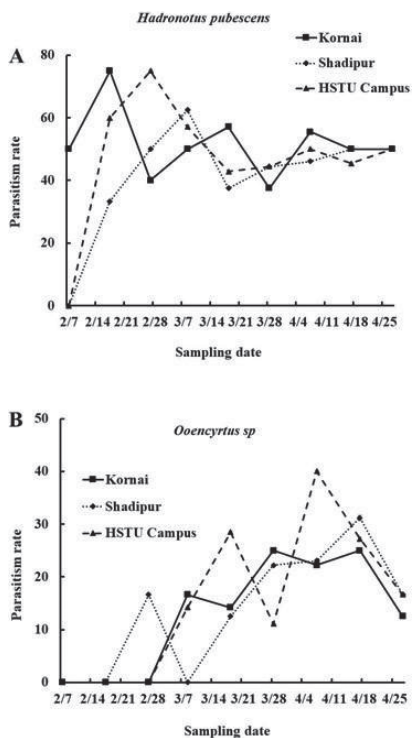 Hadronotus pubescens
A
Kornai
Shadipur
HSTU Campus
80
60
40
20
0
Parasitism rate
2/7 2/14 2/21 2/28 3/7 3/14 3/21 3/28 4/4 4/11 4/18 4/25
Sampling date
B
Ooencyrtus sp
Kornai
Shadipur
HSTU Campus
50
40
30
20
10
0
Parasitism rate
2/7 2/14 2/21 2/28 3/7 3/14 3/21 3/28 4/4 4/11 4/18 4/25
Sampling date